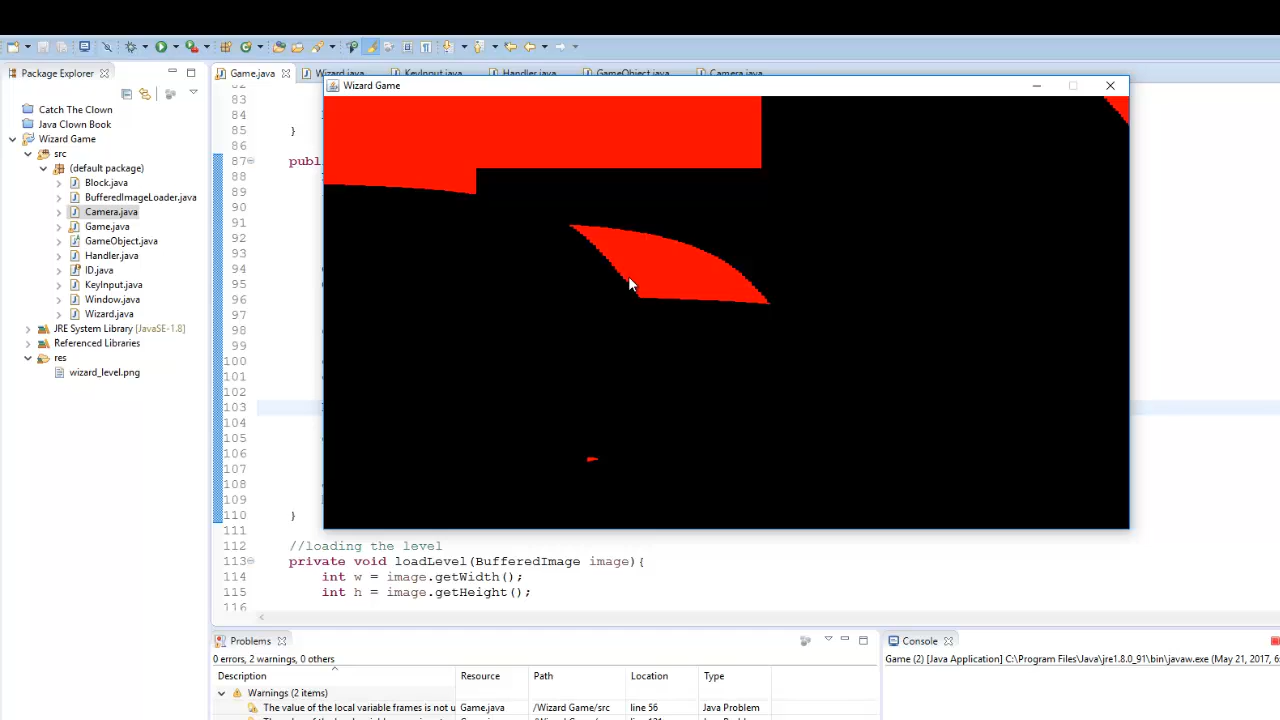 Package Explorer
Game.java
Wizard.java
KeyInput.java
Handler.java
GameObject.java
Camera.java
Wizard Game
Catch The Clown
Java Clown Book
Wizard Game
src
(default package)
Block.java
BufferedImageLoader.java
Camera.java
Game.java
GameObject.java
Handler.java
ID.java
KeyInput.java
Window.java
Wizard.java
JRE System Library [JavaSE-1.8]
Referenced Libraries
res
wizard_level.png
83
84
85 }
86
87 publ
88
89
90
91
92
93
94
95
96
97
98
99
100
101
102
103
104
105
106
107
108
109
110 }
111
112 //loading the level
113 private void loadLevel(BufferedImage image){
114 int w = image.getWidth();
115 int h = image.getHeight();
116
Problems
0 errors, 2 warnings, 0 others
Description Resource Path Location Type
Warnings (2 items)
The value of the local variable frames is not u Game.java /Wizard Game/src line 56 Java Problem
Console
Game (2) [Java Application] C:\Program Files\Java\jre1.8.0_91\bin\javaw.exe (May 21, 2017, 6: